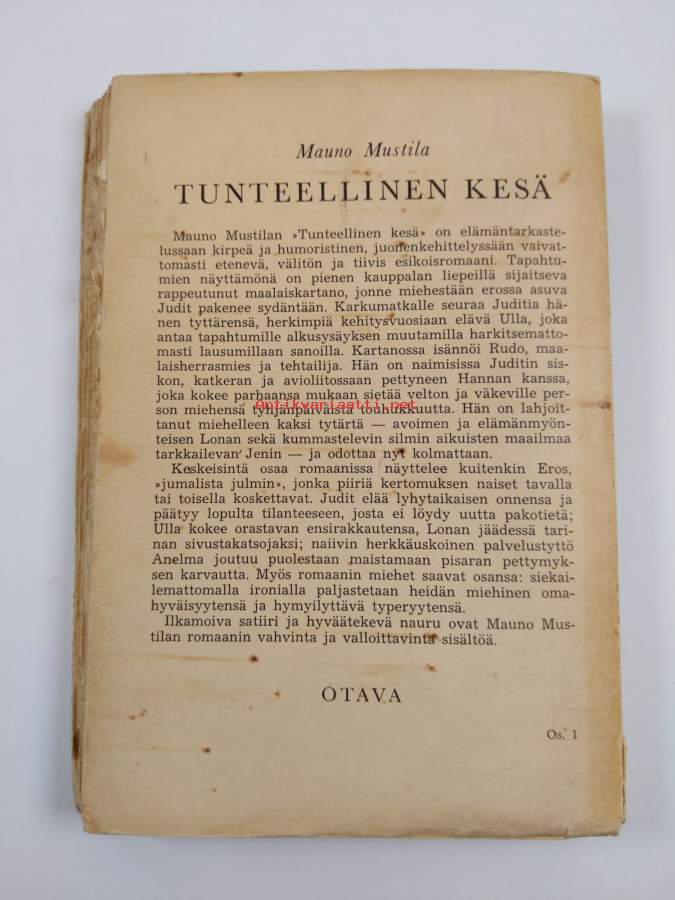 Mauno Mustila
TUNTEELLINEN KESÄ
Mauno Mustilan »Tunteellinen kesä» on elämäntarkaste-
lussaan kirpeä ja humoristinen, juonenkehittelyssään vaivat-
tomasti etenevä, välitön ja tiivis esikoisromaani. Tapahtu-
mien näyttämönä on pienen kauppalan liepeillä sijaitseva
rappeutunut maalaiskartano, jonne miehestään erossa asuva
Judit pakenee sydäntään. Karkumatkalle seuraa Juditia hä-
nen tyttärensä, herkimpiä kehitysvuosiaan elävä Ulla, joka
antaa tapahtumille alkusysäyksen muutamilla harkitsematto-
masti lausumillaan sanoilla. Kartanossa isännöi Rudo, maa-
laisherrasmies ja tehtailija. Hän on naimisissa Juditin sis-
kon, katkeran ja avioliitossaan pettyneen Hannan kanssa,
joka kokee parhaansa mukaan sietää velton ja väkeville per-
son miehensä tyhjänpäiväistä touhukkuutta. Hän on lahjoit-
tanut miehelleen kaksi tytärtä — avoimen ja elämänmyön-
teisen Lonan sekä kummastelevin silmin aikuisten maailmaa
tarkkailevan Jenin — ja odottaa nyt kolmattaan.
Keskeisintä osaa romaanissa näyttelee kuitenkin Eros,
»jumalista julmin», jonka piiriä kertomuksen naiset tavalla
tai toisella koskettavat. Judit elää lyhytaikaisen onnensa ja
päätyy lopulta tilanteeseen, josta ei löydy uutta pakotietä;
Ulla kokee orastavan ensirakkautensa, Lonan jäädessä tari-
nan sivustakatsojaksi; naiivin herkkäuskoinen palvelustyttö
Anelma joutuu puolestaan maistamaan pisaran pettymyk-
sen karvautta. Myös romaanin miehet saavat osansa: siekai-
lemattomalla ironialla paljastetaan heidän miehinen oma-
hyväisyytensä ja hymyilyttävä typeryytensä.
Ilkamoiva satiiri ja hyväätekevä nauru ovat Mauno Mus-
tilan romaanin vahvinta ja valloittavinta sisältöä.
OTAVA
Os. 1
Antikvariaatti.net